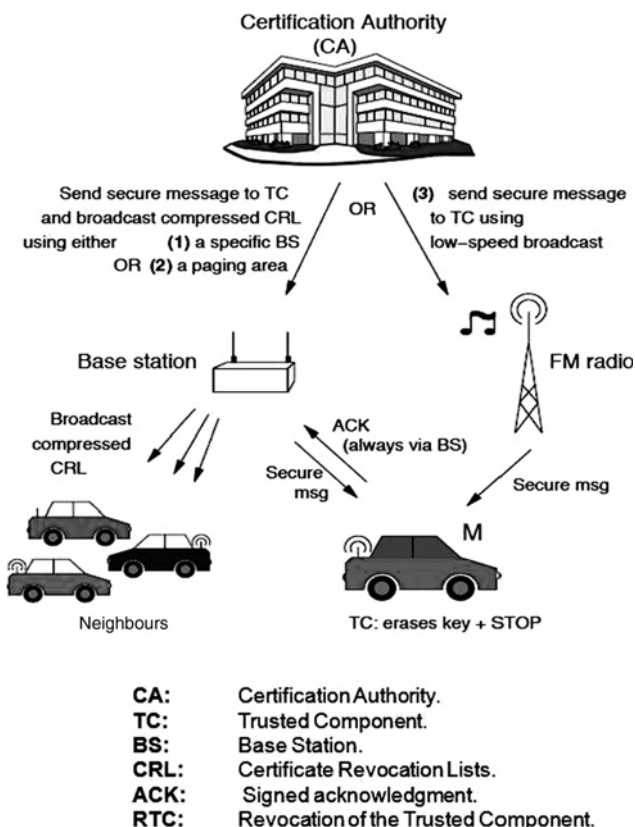 Certification Authority
(CA)
Send secure message to TC
and broadcast compressed CRL
using either (1) a specific BS
OR (2) a paging area
OR
(3) send secure message
to TC using
low-speed broadcast
Base station
FM radio
Broadcast
compressed
CRL
ACK
(always via BS)
Secure
msg
Secure msg
M
Neighbours
TC: erases key + STOP
CA: Certification Authority.
TC: Trusted Component.
BS: Base Station.
CRL: Certificate Revocation Lists.
ACK: Signed acknowledgment.
RTC: Revocation of the Trusted Component.